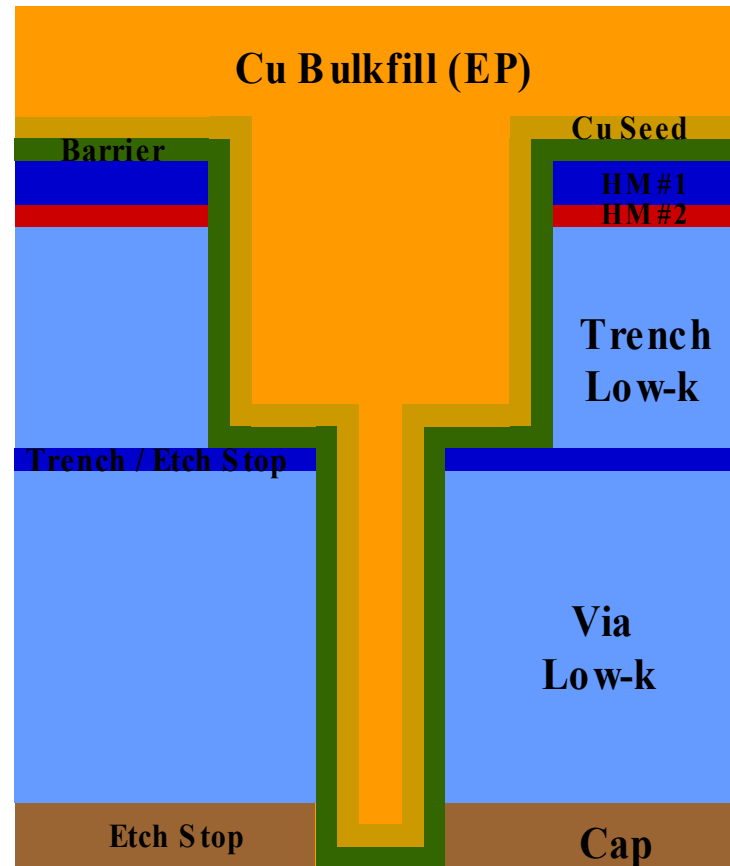 Cu Bulkfill (EP)
Cu Seed
Barrier
HM #1
HM #2
Trench
Low-k
Trench / Etch Stop
Via
Low-k
Etch Stop
Cap